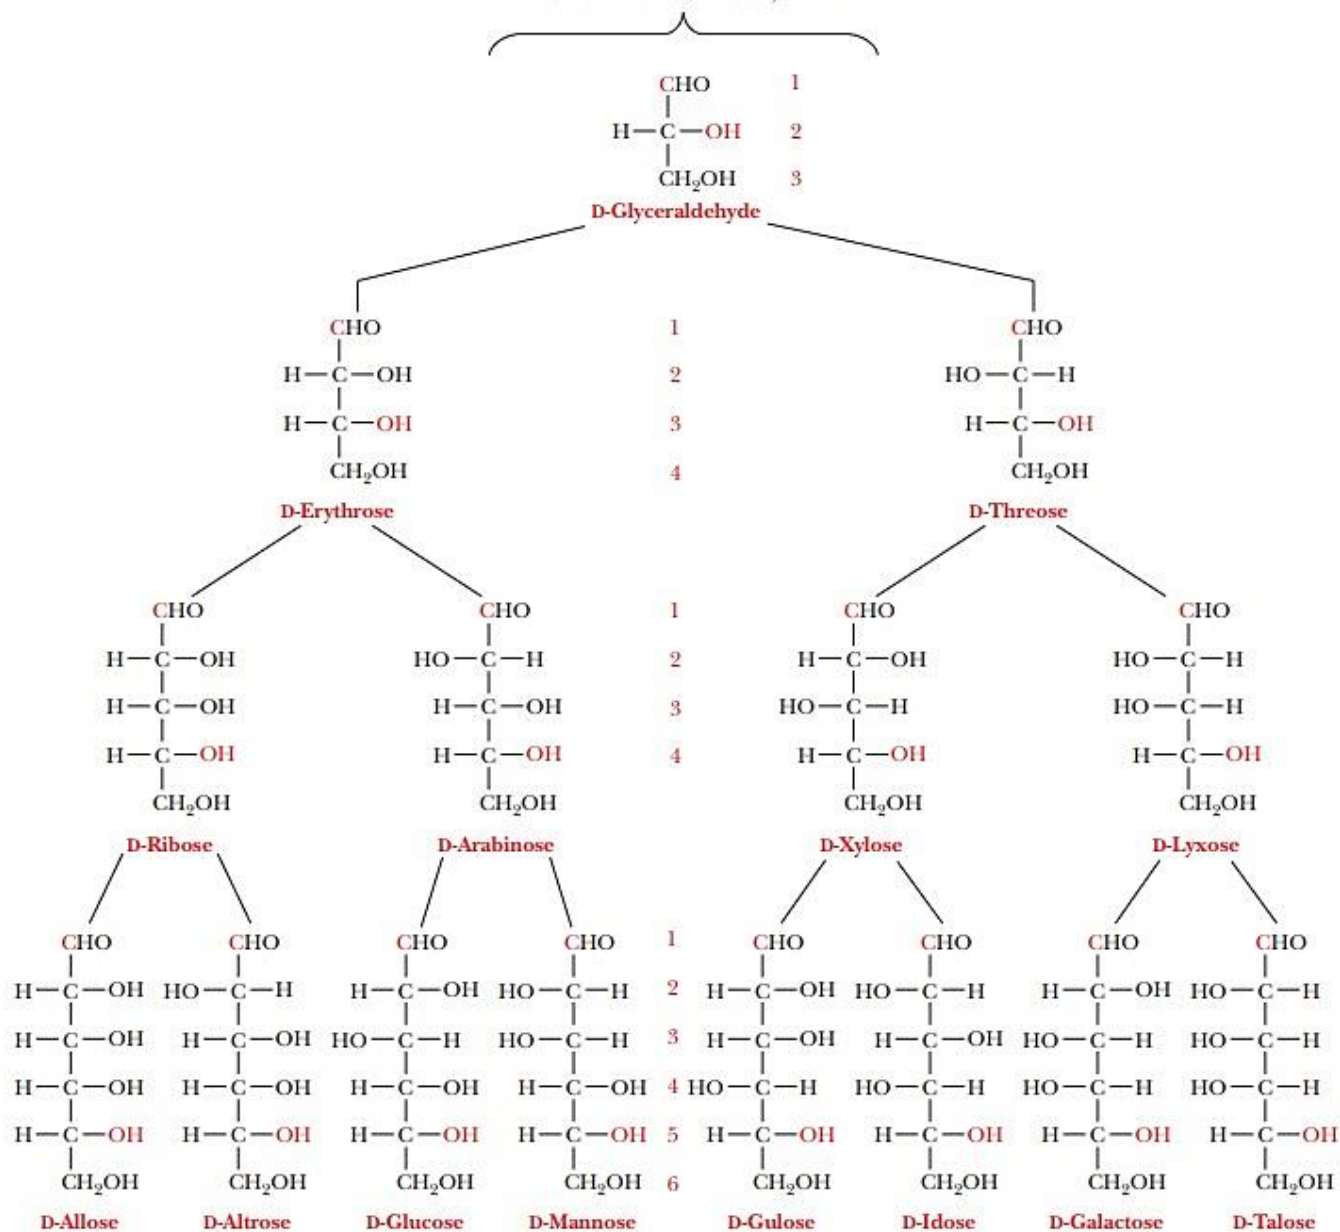 CHO 1
H—C—OH 2
CH₂OH 3
D-Glyceraldehyde
CHO 1 CHO
H—C—OH 2 HO—C—H
H—C—OH 3 H—C—OH
CH₂OH 4 CH₂OH
D-Erythrose D-Threose
CHO CHO 1 CHO CHO
H—C—OH HO—C—H 2 H—C—OH HO—C—H
H—C—OH H—C—OH 3 HO—C—H HO—C—H
H—C—OH H—C—OH 4 H—C—OH H—C—OH
CH₂OH CH₂OH CH₂OH CH₂OH
D-Ribose D-Arabinose D-Xylose D-Lyxose
CHO CHO CHO CHO 1 CHO CHO CHO CHO
H—C—OH HO—C—H H—C—OH HO—C—H 2 H—C—OH HO—C—H H—C—OH HO—C—H
H—C—OH H—C—OH HO—C—H HO—C—H 3 H—C—OH H—C—OH HO—C—H HO—C—H
H—C—OH H—C—OH H—C—OH H—C—OH 4 HO—C—H HO—C—H HO—C—H HO—C—H
H—C—OH H—C—OH H—C—OH H—C—OH 5 H—C—OH H—C—OH H—C—OH H—C—OH
CH₂OH CH₂OH CH₂OH CH₂OH 6 CH₂OH CH₂OH CH₂OH CH₂OH
D-Allose D-Altrose D-Glucose D-Mannose D-Gulose D-Idose D-Galactose D-Talose